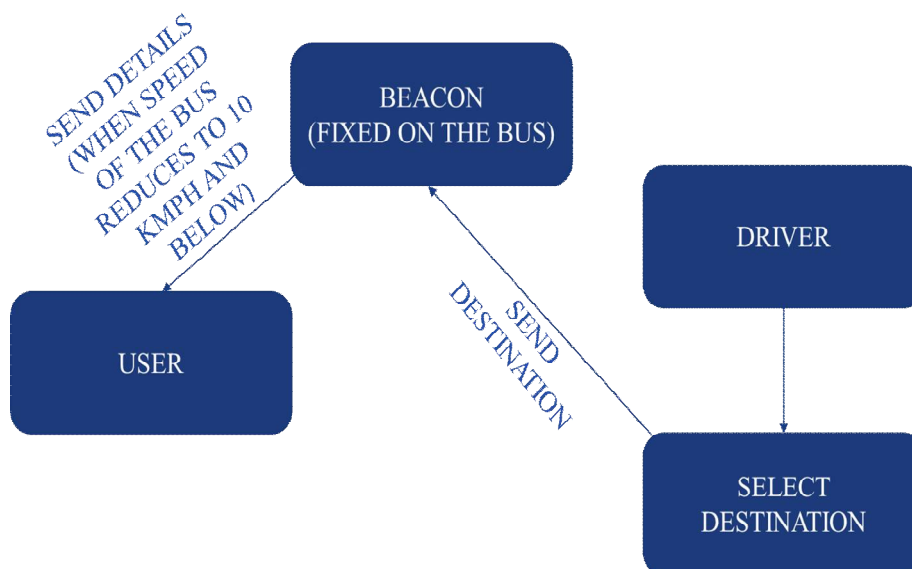 SEND DETAILS
(WHEN SPEED
OF THE BUS
REDUCES TO 10
KMPH AND
BELOW)
BEACON
(FIXED ON THE BUS)
DRIVER
USER
SEND
DESTINATION
SELECT
DESTINATION